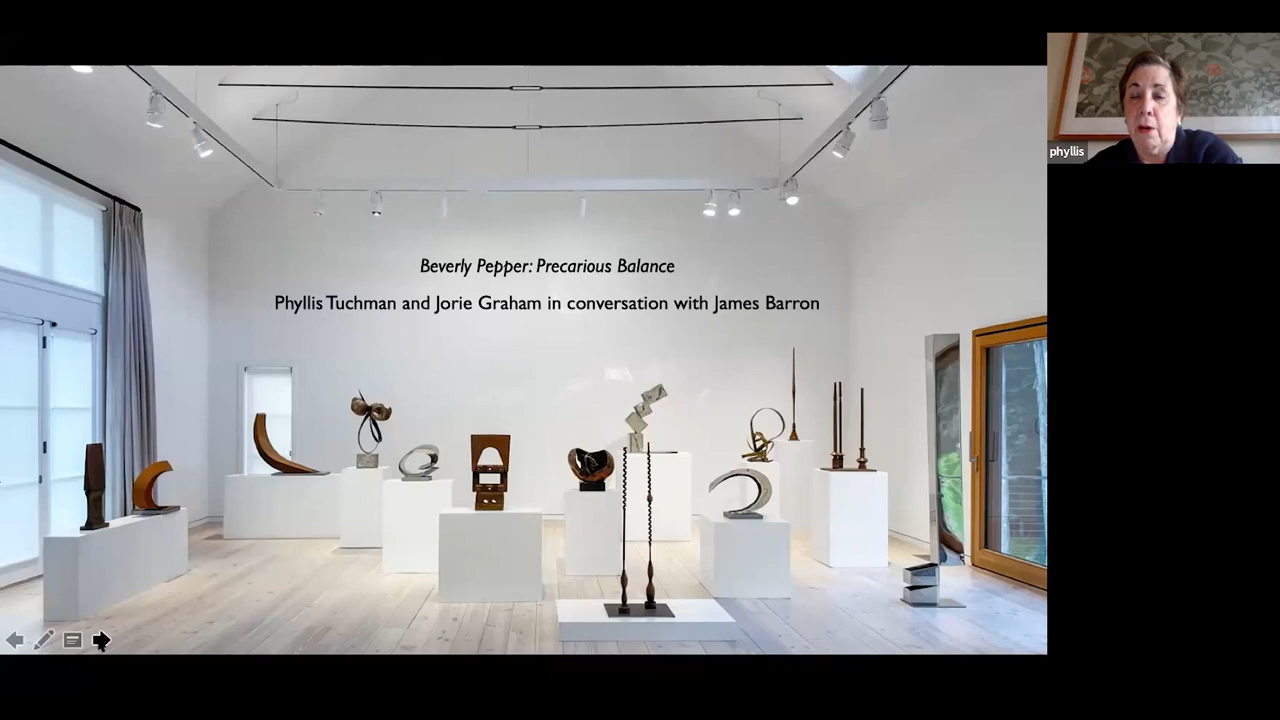 Beverly Pepper: Precarious Balance
Phyllis Tuchman and Jorie Graham in conversation with James Barron
phyllis